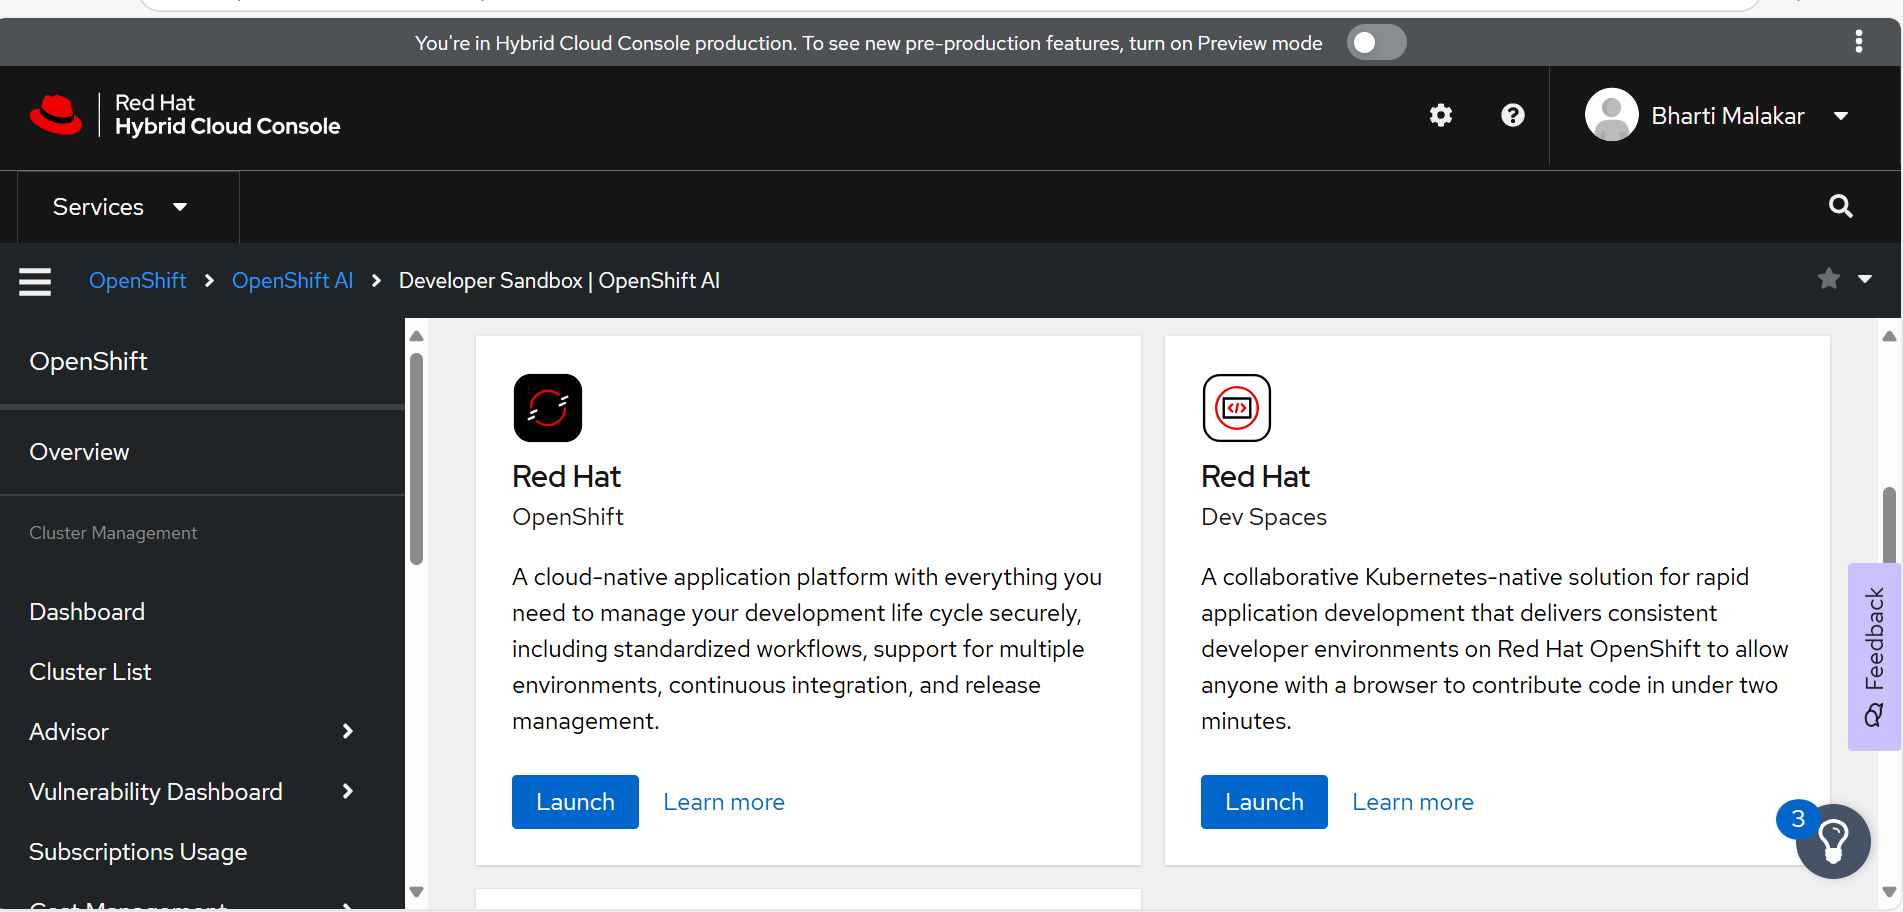 You're in Hybrid Cloud Console production. To see new pre-production features, turn on Preview mode
Red Hat
Hybrid Cloud Console
Bharti Malakar
Services
OpenShift
OpenShift AI
Developer Sandbox | OpenShift AI
OpenShift
Overview
Cluster Management
Dashboard
Cluster List
Advisor
Vulnerability Dashboard
Subscriptions Usage
Cost Management
Red Hat
OpenShift
A cloud-native application platform with everything you
need to manage your development life cycle securely,
including standardized workflows, support for multiple
environments, continuous integration, and release
management.
Launch
Learn more
Red Hat
Dev Spaces
A collaborative Kubernetes-native solution for rapid
application development that delivers consistent
developer environments on Red Hat OpenShift to allow
anyone with a browser to contribute code in under two
minutes.
Launch
Learn more
Feedback
3